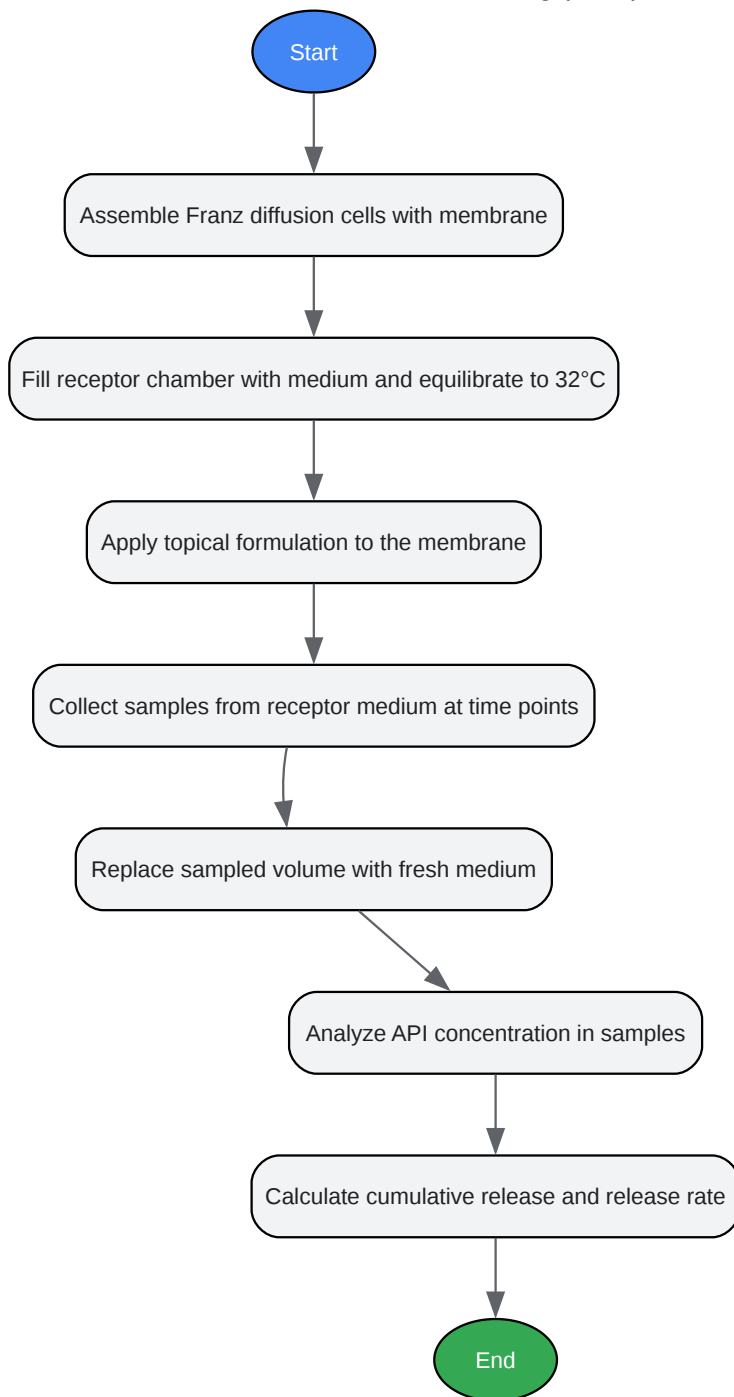 Start
Assemble Franz diffusion cells with membrane
Fill receptor chamber with medium and equilibrate to 32°C
Apply topical formulation to the membrane
Collect samples from receptor medium at time points
Replace sampled volume with fresh medium
Analyze API concentration in samples
Calculate cumulative release and release rate
End